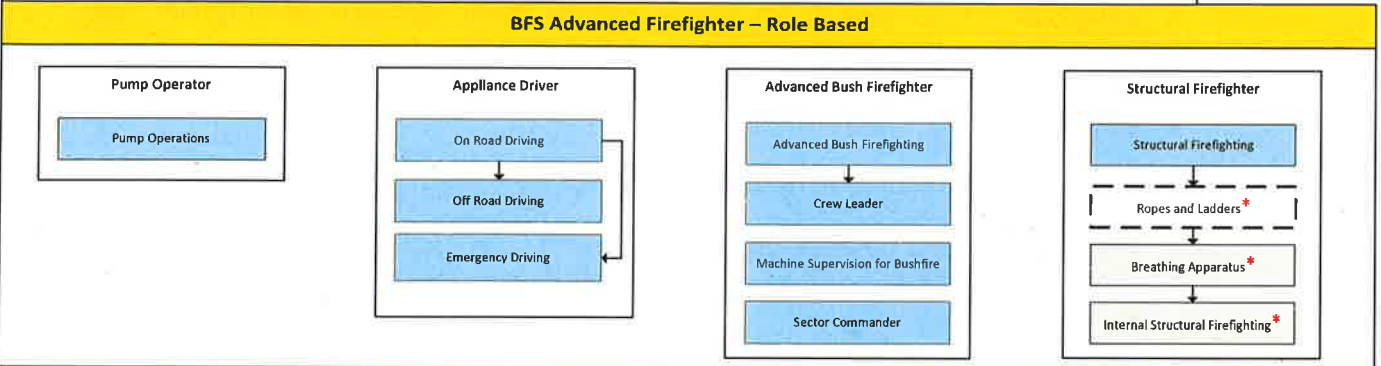 BFS Advanced Firefighter – Role Based
Pump Operator
Pump Operations
Appliance Driver
On Road Driving
Off Road Driving
Emergency Driving
Advanced Bush Firefighter
Advanced Bush Firefighting
Crew Leader
Machine Supervision for Bushfire
Sector Commander
Structural Firefighter
Structural Firefighting
Ropes and Ladders*
Breathing Apparatus*
Internal Structural Firefighting*